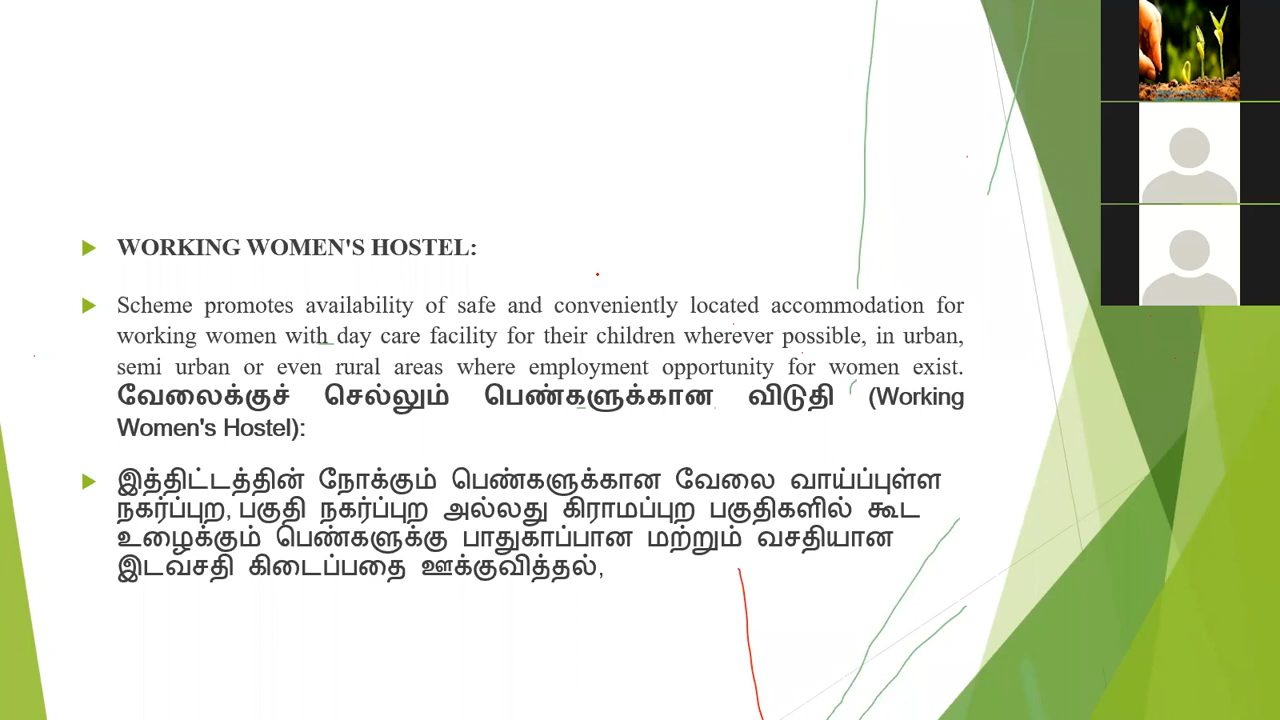 WORKING WOMEN'S HOSTEL:
Scheme promotes availability of safe and conveniently located accommodation for
working women with day care facility for their children wherever possible, in urban,
semi urban or even rural areas where employment opportunity for women exist.
வேலைக்குச் செல்லும் பெண்களுக்கான விடுதி (Working
Women's Hostel):
இத்திட்டத்தின் நோக்கும் பெண்களுக்கான வேலை வாய்ப்புள்ள
நகர்ப்புற, பகுதி நகர்ப்புற அல்லது கிராமப்புற பகுதிகளில் கூட
உழைக்கும் பெண்களுக்கு பாதுகாப்பான மற்றும் வசதியான
இடவசதி கிடைப்பதை ஊக்குவித்தல்,